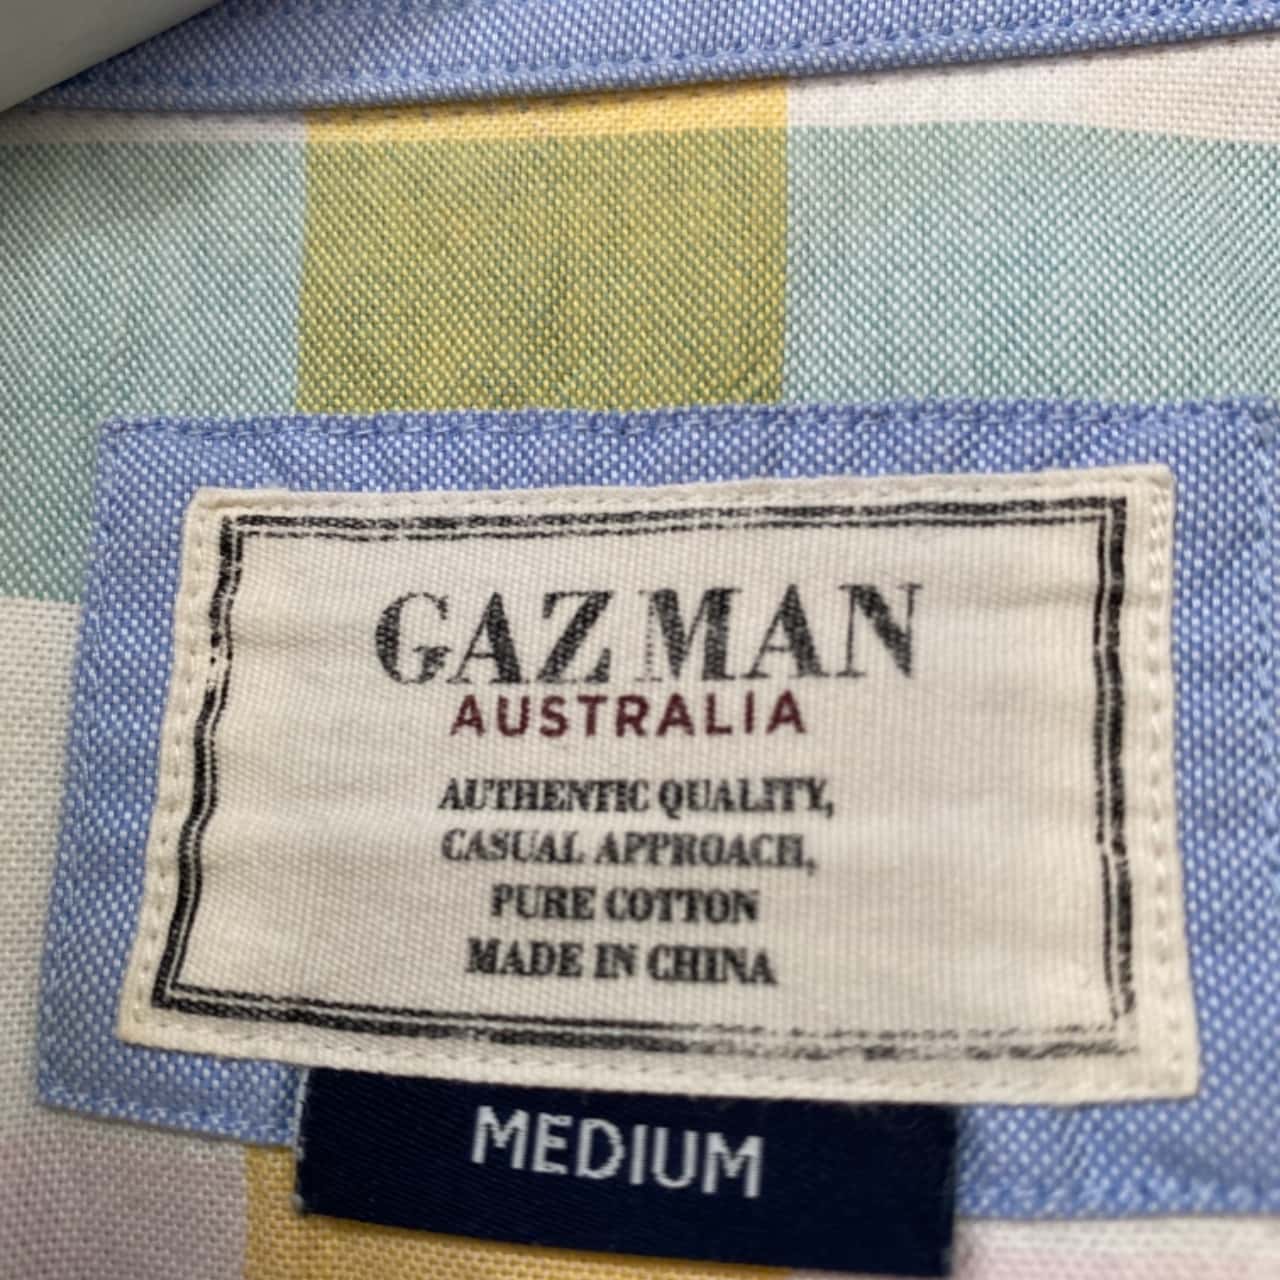 GAZMAN
AUSTRALIA
AUTHENTIC QUALITY,
CASUAL APPROACH,
PURE COTTON
MADE IN CHINA
MEDIUM